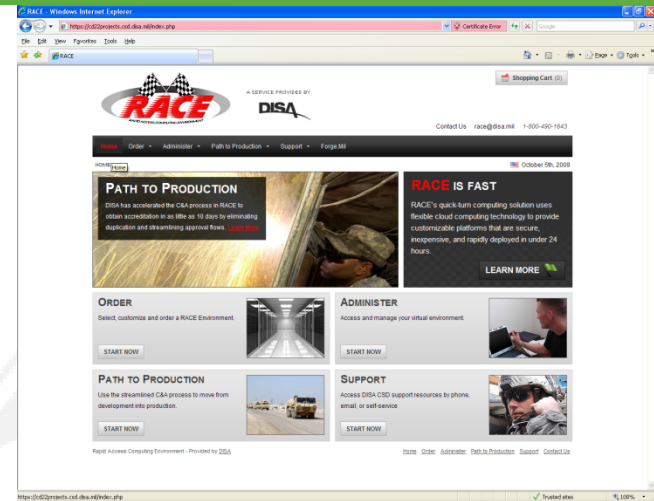 RACE - Windows Internet Explorer
https://cd22projects.csd.disa.mil/index.php
Certificate Error
Google
File Edit View Favorites Tools Help
RACE
Page Tools
Shopping Cart (0)
RACE
RAPID ACCESS COMPUTING ENVIRONMENT
A SERVICE PROVIDED BY
DISA
Contact Us race@disa.mil 1-800-490-1643
Home Order Administer Path to Production Support Forge.Mil
HOME
Home
October 5th, 2009
PATH TO PRODUCTION
DISA has accelerated the C&A process in RACE to
obtain accreditation in as little as 10 days by eliminating
duplication and streamlining approval flows. Learn More
RACE IS FAST
RACE's quick-turn computing solution uses
flexible cloud computing technology to provide
customizable platforms that are secure,
inexpensive, and rapidly deployed in under 24
hours.
LEARN MORE
ORDER
Select, customize and order a RACE Environment.
START NOW
ADMINISTER
Access and manage your virtual environment.
START NOW
PATH TO PRODUCTION
Use the streamlined C&A process to move from
development into production.
START NOW
SUPPORT
Access DISA CSD support resources by phone,
email, or self-service
START NOW
Rapid Access Computing Environment - Provided by DISA
Home Order Administer Path to Production Support Contact Us
https://cd22projects.csd.disa.mil/index.php
Trusted sites
100%